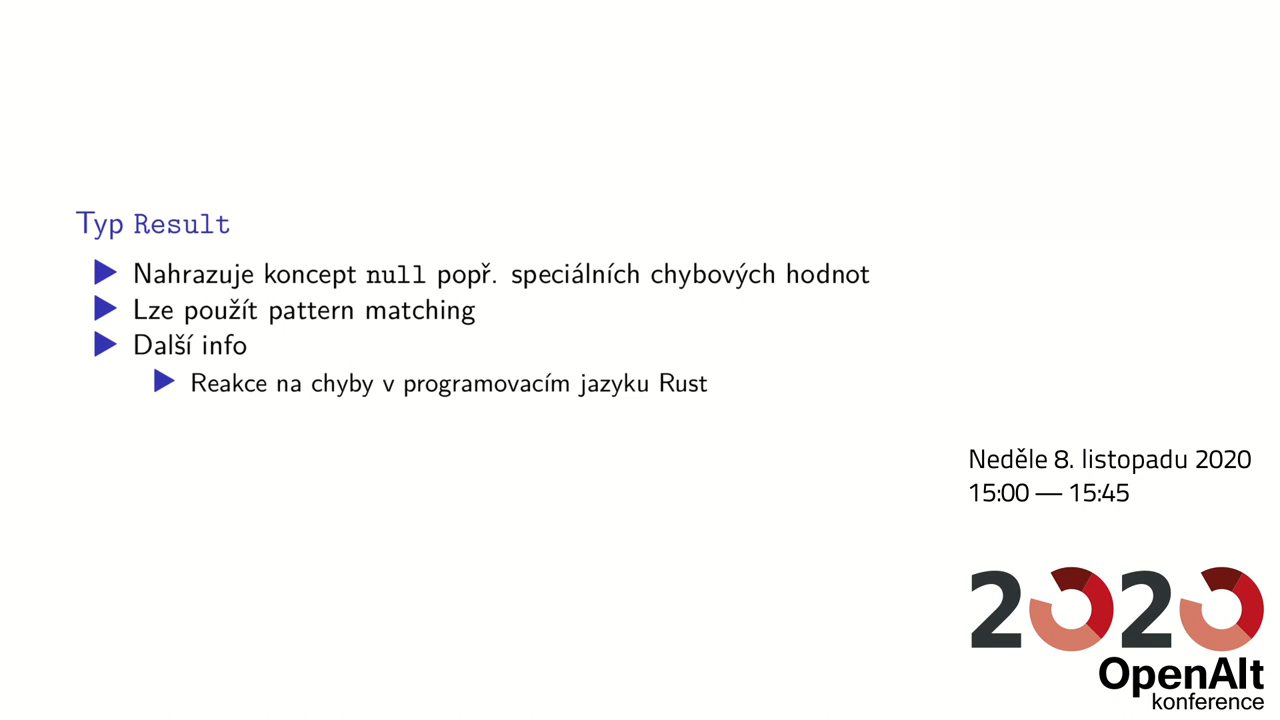 Typ Result
Nahrazuje koncept null popř. speciálních chybových hodnot
Lze použít pattern matching
Další info
Reakce na chyby v programovacím jazyku Rust
Neděle 8. listopadu 2020
15:00 — 15:45
2020
OpenAlt
konference